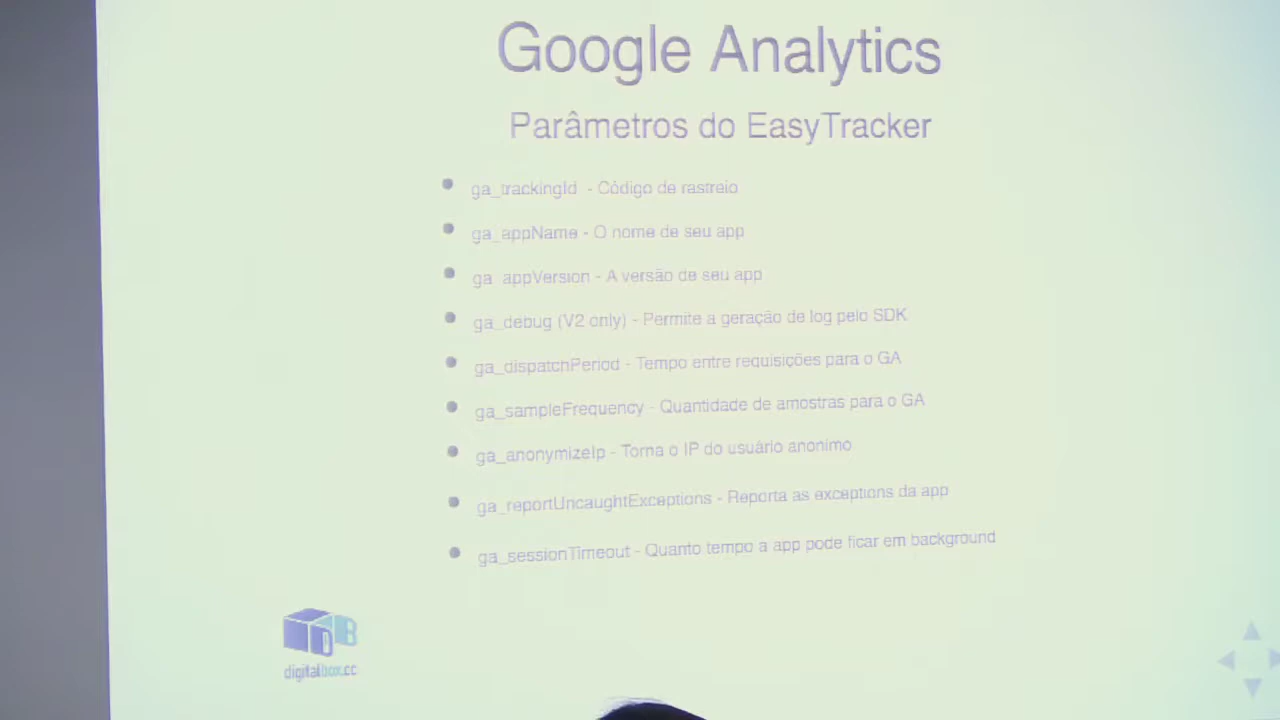 Google Analytics
Parâmetros do EasyTracker
ga_trackingId - Código de rastreio
ga_appName - O nome de seu app
ga_appVersion - A versão de seu app
ga_debug (V2 only) - Permite a geração de log pelo SDK
ga_dispatchPeriod - Tempo entre requisições para o GA
ga_sampleFrequency - Quantidade de amostras para o GA
ga_anonymizeIp - Torna o IP do usuário anonimo
ga_reportUncaughtExceptions - Reporta as exceptions da app
ga_sessionTimeout - Quanto tempo a app pode ficar em background
DB
digitalbox.cc